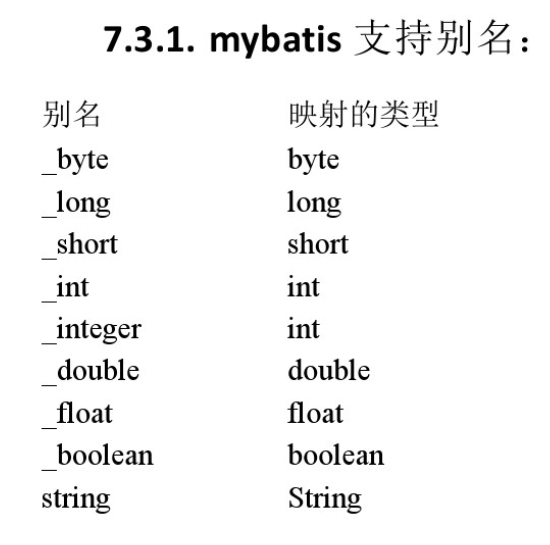 7.3.1. mybatis 支持别名：
别名 映射的类型
_byte byte
_long long
_short short
_int int
_integer int
_double double
_float float
_boolean boolean
string String